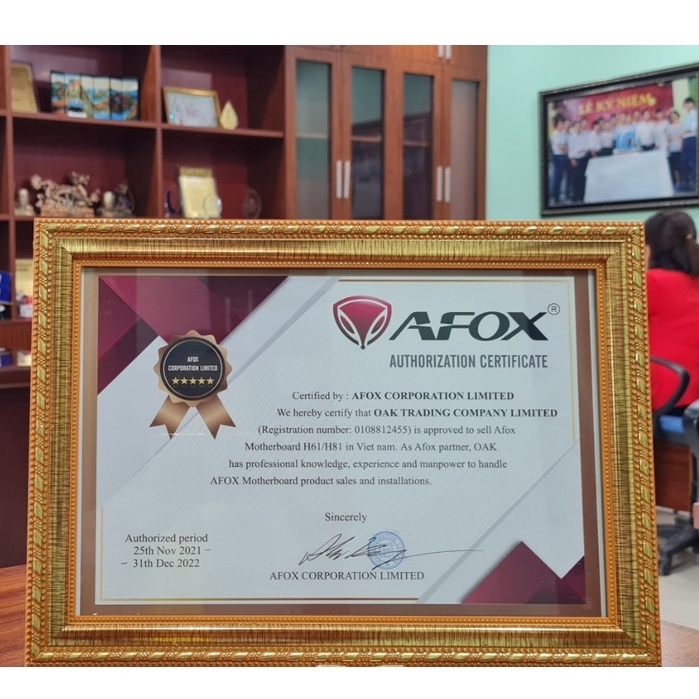 LỄ KỶ NIỆM
AFOX®
AUTHORIZATION CERTIFICATE
AFOX
CORPORATION LIMITED
Certified by : AFOX CORPORATION LIMITED
We hereby certify that OAK TRADING COMPANY LIMITED
(Registration number: 0108812455) is approved to sell Afox
Motherboard H61/H81 in Viet nam. As Afox partner, OAK
has professional knowledge, experience and manpower to handle
AFOX Motherboard product sales and installations.
Sincerely
Authorized period
25th Nov 2021 –
– 31th Dec 2022
AFOX CORPORATION LIMITED